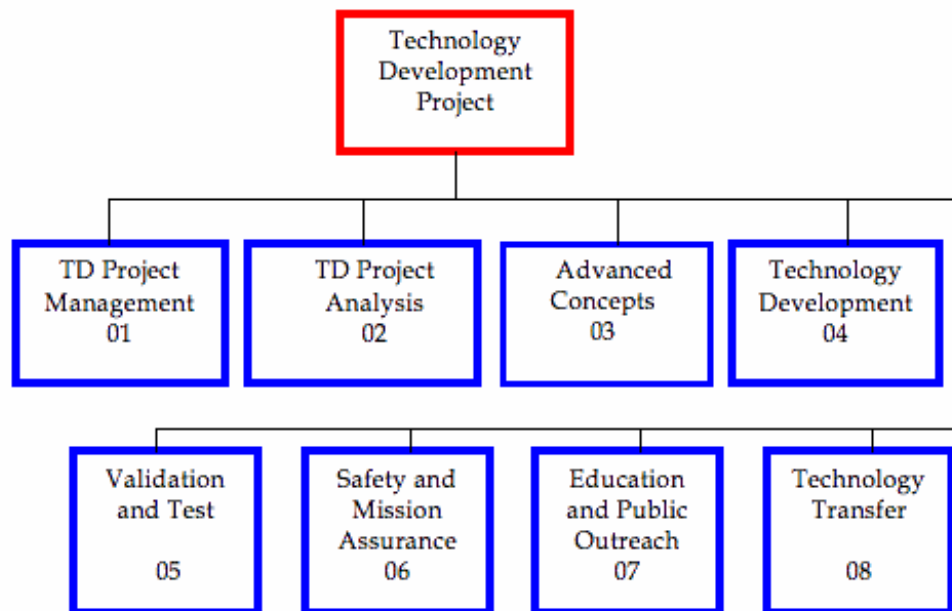 Technology
Development
Project
TD Project
Management
01
TD Project
Analysis
02
Advanced
Concepts
03
Technology
Development
04
Validation
and Test
05
Safety and
Mission
Assurance
06
Education
and Public
Outreach
07
Technology
Transfer
08